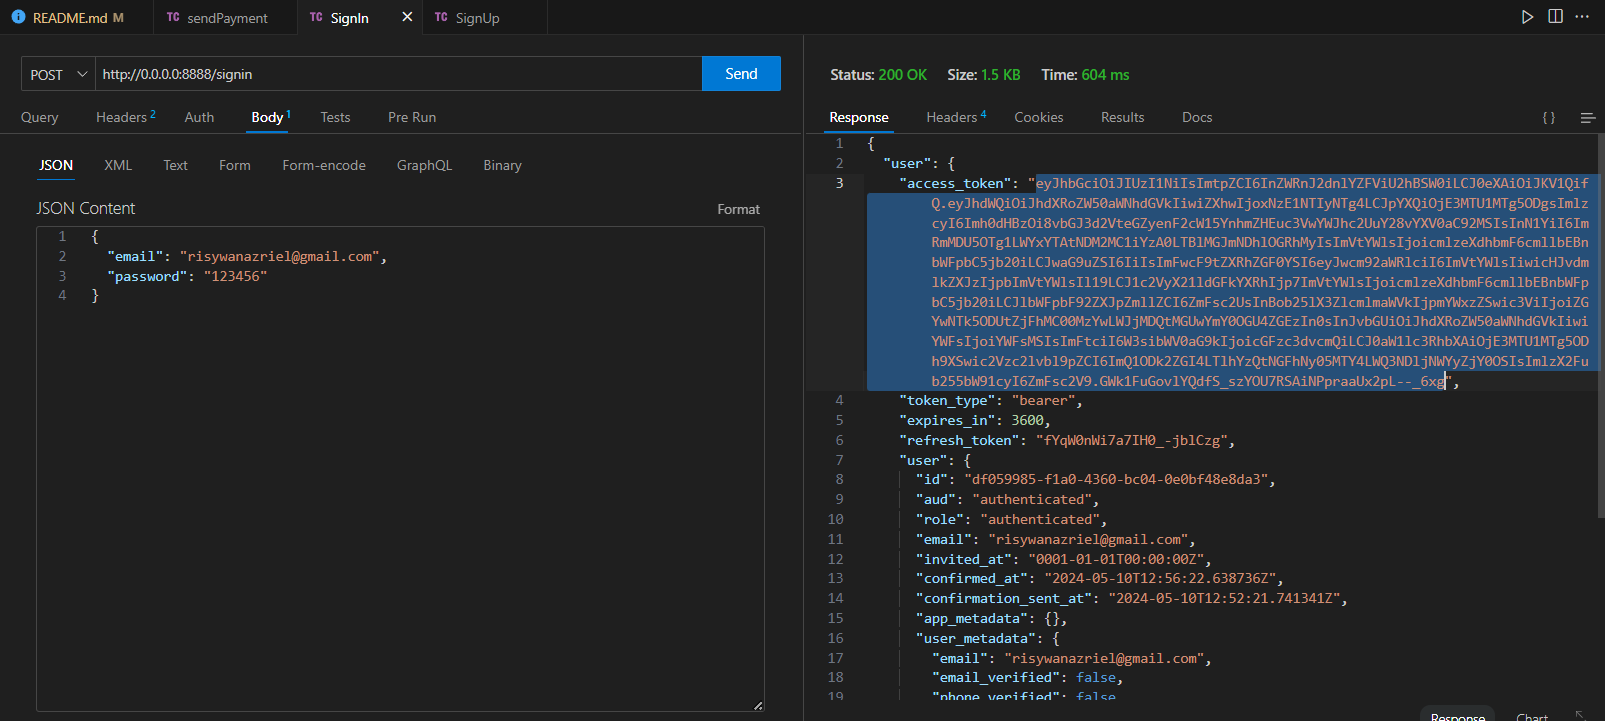 README.md M
TC sendPayment
TC SignIn
TC SignUp
POST http://0.0.0.0:8888/signin Send
Query Headers 2 Auth Body 1 Tests Pre Run
JSON XML Text Form Form-encode GraphQL Binary
JSON Content Format
1 {
2 "email": "risywanazriel@gmail.com",
3 "password": "123456"
4 }
Status: 200 OK Size: 1.5 KB Time: 604 ms
Response Headers 4 Cookies Results Docs
{ }
1 {
2 "user": {
3 "access_token": "eyJhbGciOiJIUzI1NiIsImtpZCI6InZWRnJ2dnlYZFViU2hBSW0iLCJ0eXAiOiJKV1Qif
4 "token_type": "bearer",
5 "expires_in": 3600,
6 "refresh_token": "fYqW0nWi7a7IH0_-jblCzg",
7 "user": {
8 "id": "df059985-f1a0-4360-bc04-0e0bf48e8da3",
9 "aud": "authenticated",
10 "role": "authenticated",
11 "email": "risywanazriel@gmail.com",
12 "invited_at": "0001-01-01T00:00:00Z",
13 "confirmed_at": "2024-05-10T12:56:22.638736Z",
14 "confirmation_sent_at": "2024-05-10T12:52:21.741341Z",
15 "app_metadata": {},
16 "user_metadata": {
17 "email": "risywanazriel@gmail.com",
18 "email_verified": false,
19 "phone_verified": false
Response Chart